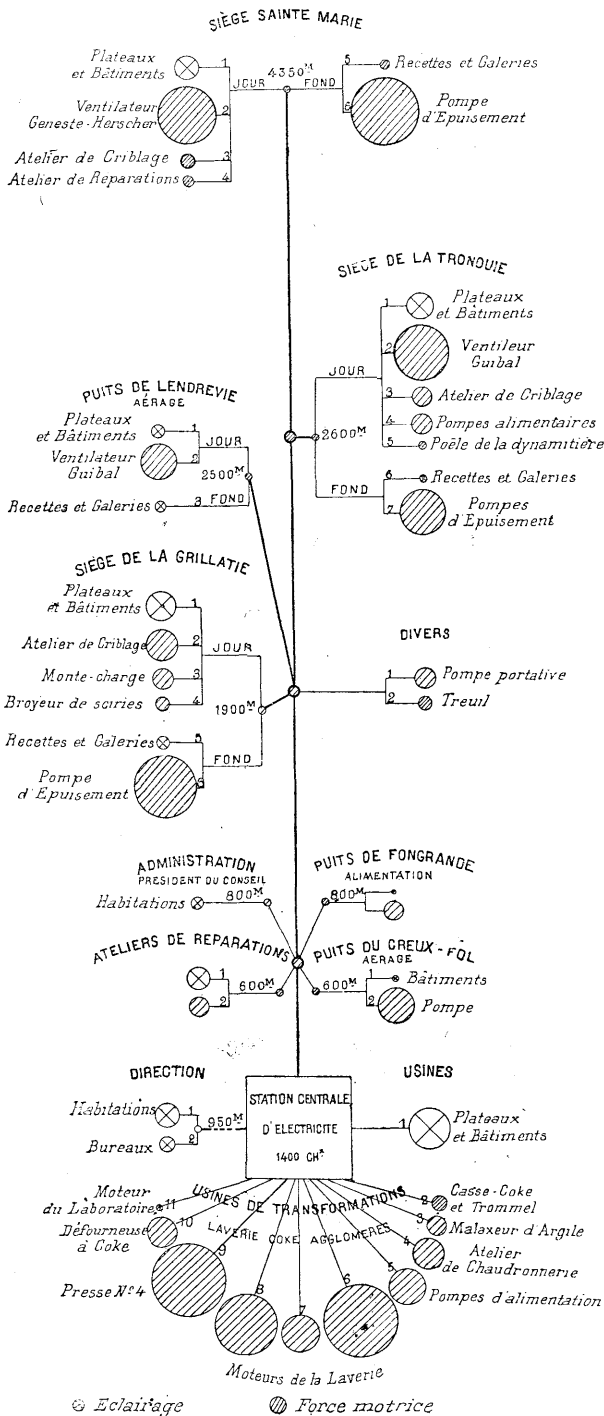 SIÈGE SAINTE MARIE
Plateaux
et Bâtiments
1
Ventilateur
Geneste-Herscher
2
Atelier de Criblage
3
Atelier de Reparations
4
JOUR
4350M
FOND
5
Recettes et Galeries
6
Pompe
d'Epuisement
SIÈGE DE LA TRONQUIE
1
Plateaux
et Bâtiments
2
Ventileur
Guibal
JOUR
3
Atelier de Criblage
4
Pompes alimentaires
5
Poêle de la dynamitière
2600M
FOND
6
Recettes et Galeries
7
Pompes
d'Epuisement
PUITS DE LENDREVIE
AÉRAGE
Plateaux
et Bâtiments
1
JOUR
Ventilateur
Guibal
2
2500M
Recettes et Galeries
3
FOND
SIÈGE DE LA GRILLATIE
Plateaux
et Bâtiments
1
Atelier de Criblage
2
JOUR
Monte-charge
3
Broyeur de sciries
4
1900M
Recettes et Galeries
5
FOND
Pompe
d'Epuisement
6
DIVERS
1
Pompe portative
2
Treuil
ADMINISTRATION
PRÉSIDENT DU CONSEIL
Habitations
800M
PUITS DE FONGRANDE
ALIMENTATION
800M
ATELIERS DE REPARATIONS
1
2
600M
PUITS DU CREUX-FÔL
AÉRAGE
600M
1
Bâtiments
2
Pompe
DIRECTION
Habitations
1
Bureaux
2
950M
STATION CENTRALE
D'ELECTRICITE
1400 CHx
USINES
1
Plateaux
et Bâtiments
USINES DE TRANSFORMATIONS
LAVERIE COKE AGGLOMERES
Moteur
du Laboratoire
11
Défourneuse
à Coke
10
Presse No4
9
8
7
6
Moteurs de la Laverie
2
Casse-Coke
et Trommel
3
Malaxeur d'Argile
4
Atelier
de Chaudronnerie
5
Pompes d'alimentation
Eclairage
Force motrice